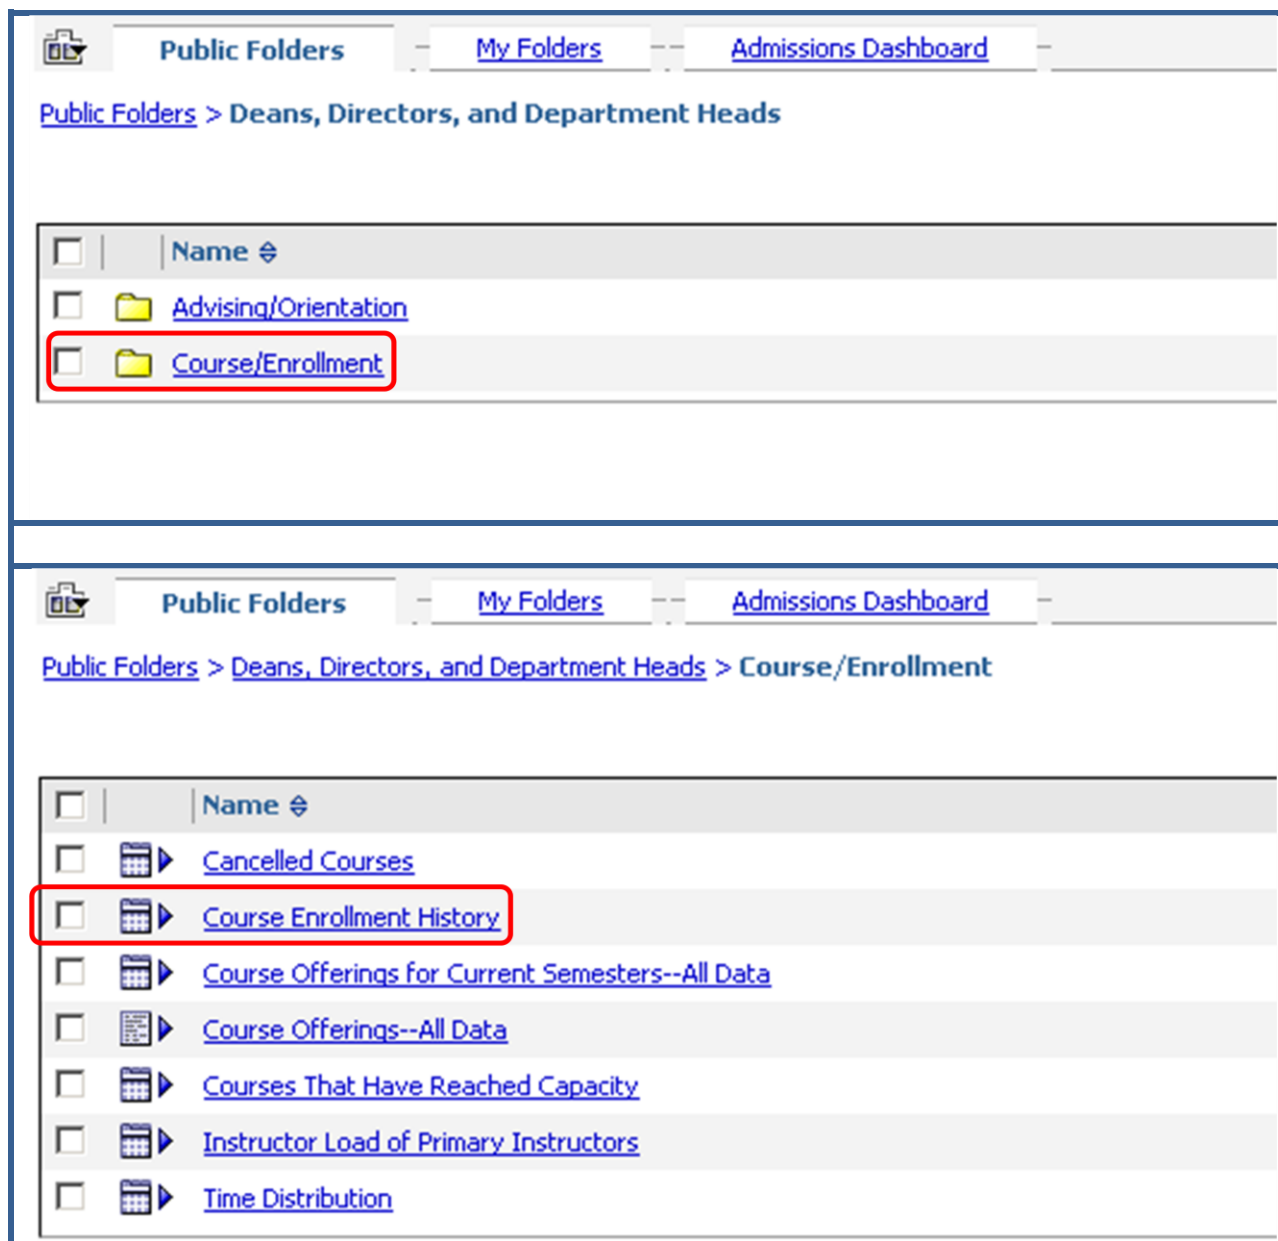 Public Folders My Folders Admissions Dashboard
Public Folders > Deans, Directors, and Department Heads
Name
Advising/Orientation
Course/Enrollment
Public Folders My Folders Admissions Dashboard
Public Folders > Deans, Directors, and Department Heads > Course/Enrollment
Name
Cancelled Courses
Course Enrollment History
Course Offerings for Current Semesters--All Data
Course Offerings--All Data
Courses That Have Reached Capacity
Instructor Load of Primary Instructors
Time Distribution